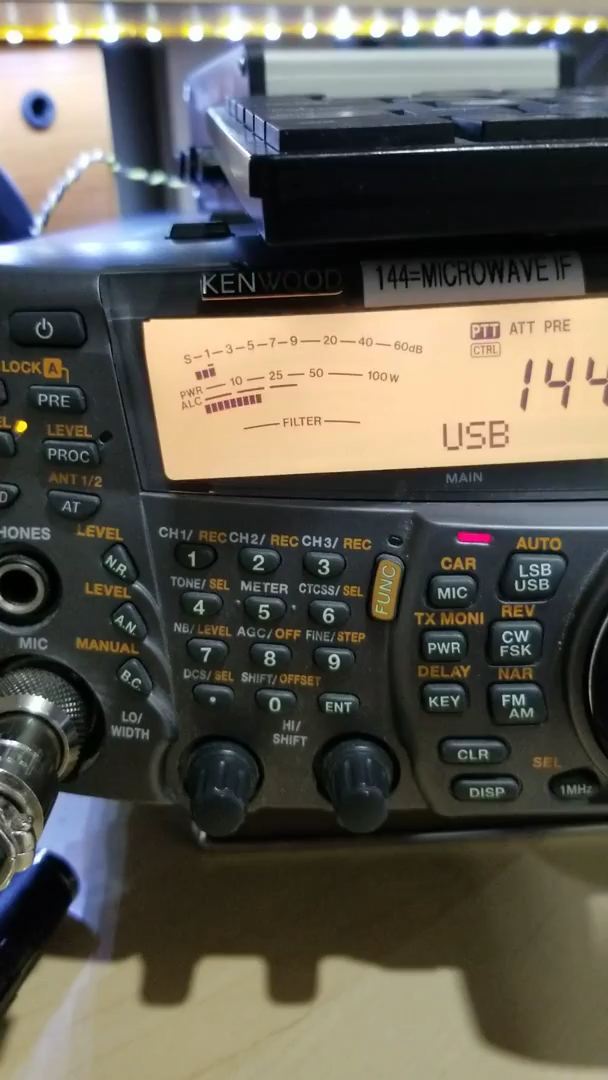 KENWOOD
144=MICROWAVE IF
S 1 3 5 7 9 20 40 60dB
PTT ATT PRE
CTRL
PWR 10 25 50 100W
ALC
144
FILTER
USB
MAIN
LOCK A
PRE
LEVEL
PROC
ANT 1/2
AT
LEVEL
N.R.
LEVEL
A.N.
MIC
MANUAL
B.C.
LO/
WIDTH
CH1/ REC CH2/ REC CH3/ REC
1 2 3
TONE/ SEL METER CTCSS/ SEL
4 5 6
NB/ LEVEL AGC/ OFF FINE/ STEP
7 8 9
DCS/ SEL SHIFT/ OFFSET
. 0 ENT
HI/
SHIFT
FUNC
CAR AUTO
MIC LSB
USB
TX MONI REV
PWR CW
FSK
DELAY NAR
KEY FM
AM
CLR
SEL
DISP 1MHz